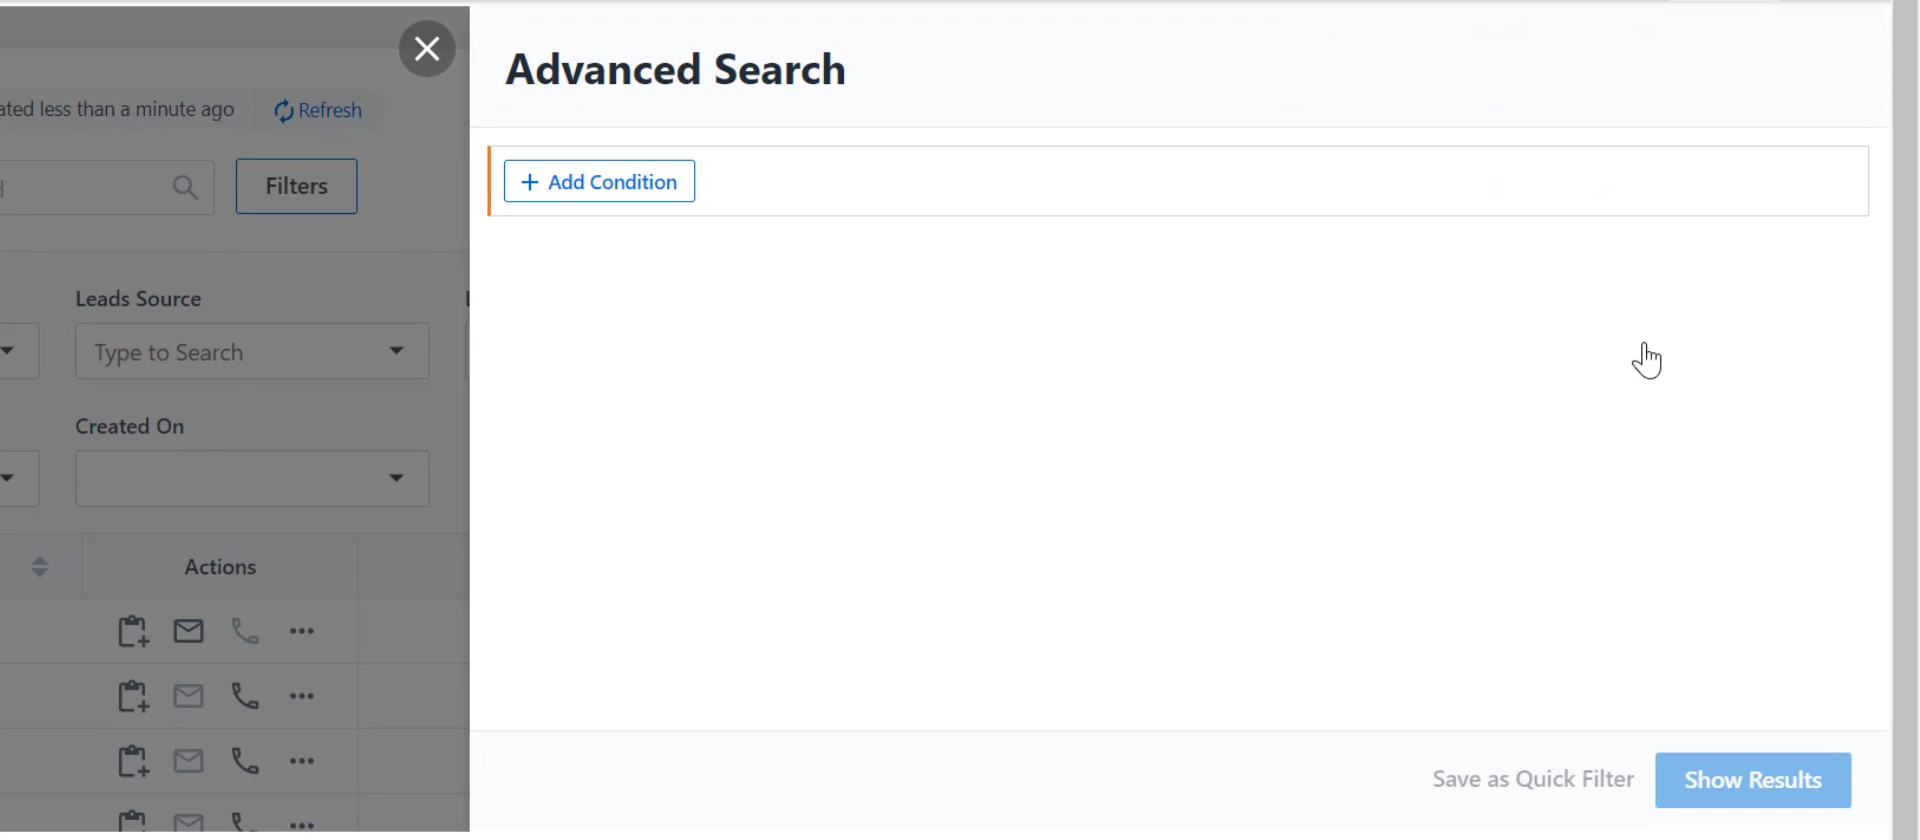 Advanced Search
ated less than a minute ago
Refresh
Filters
+ Add Condition
Leads Source
Type to Search
Created On
Actions
Save as Quick Filter
Show Results